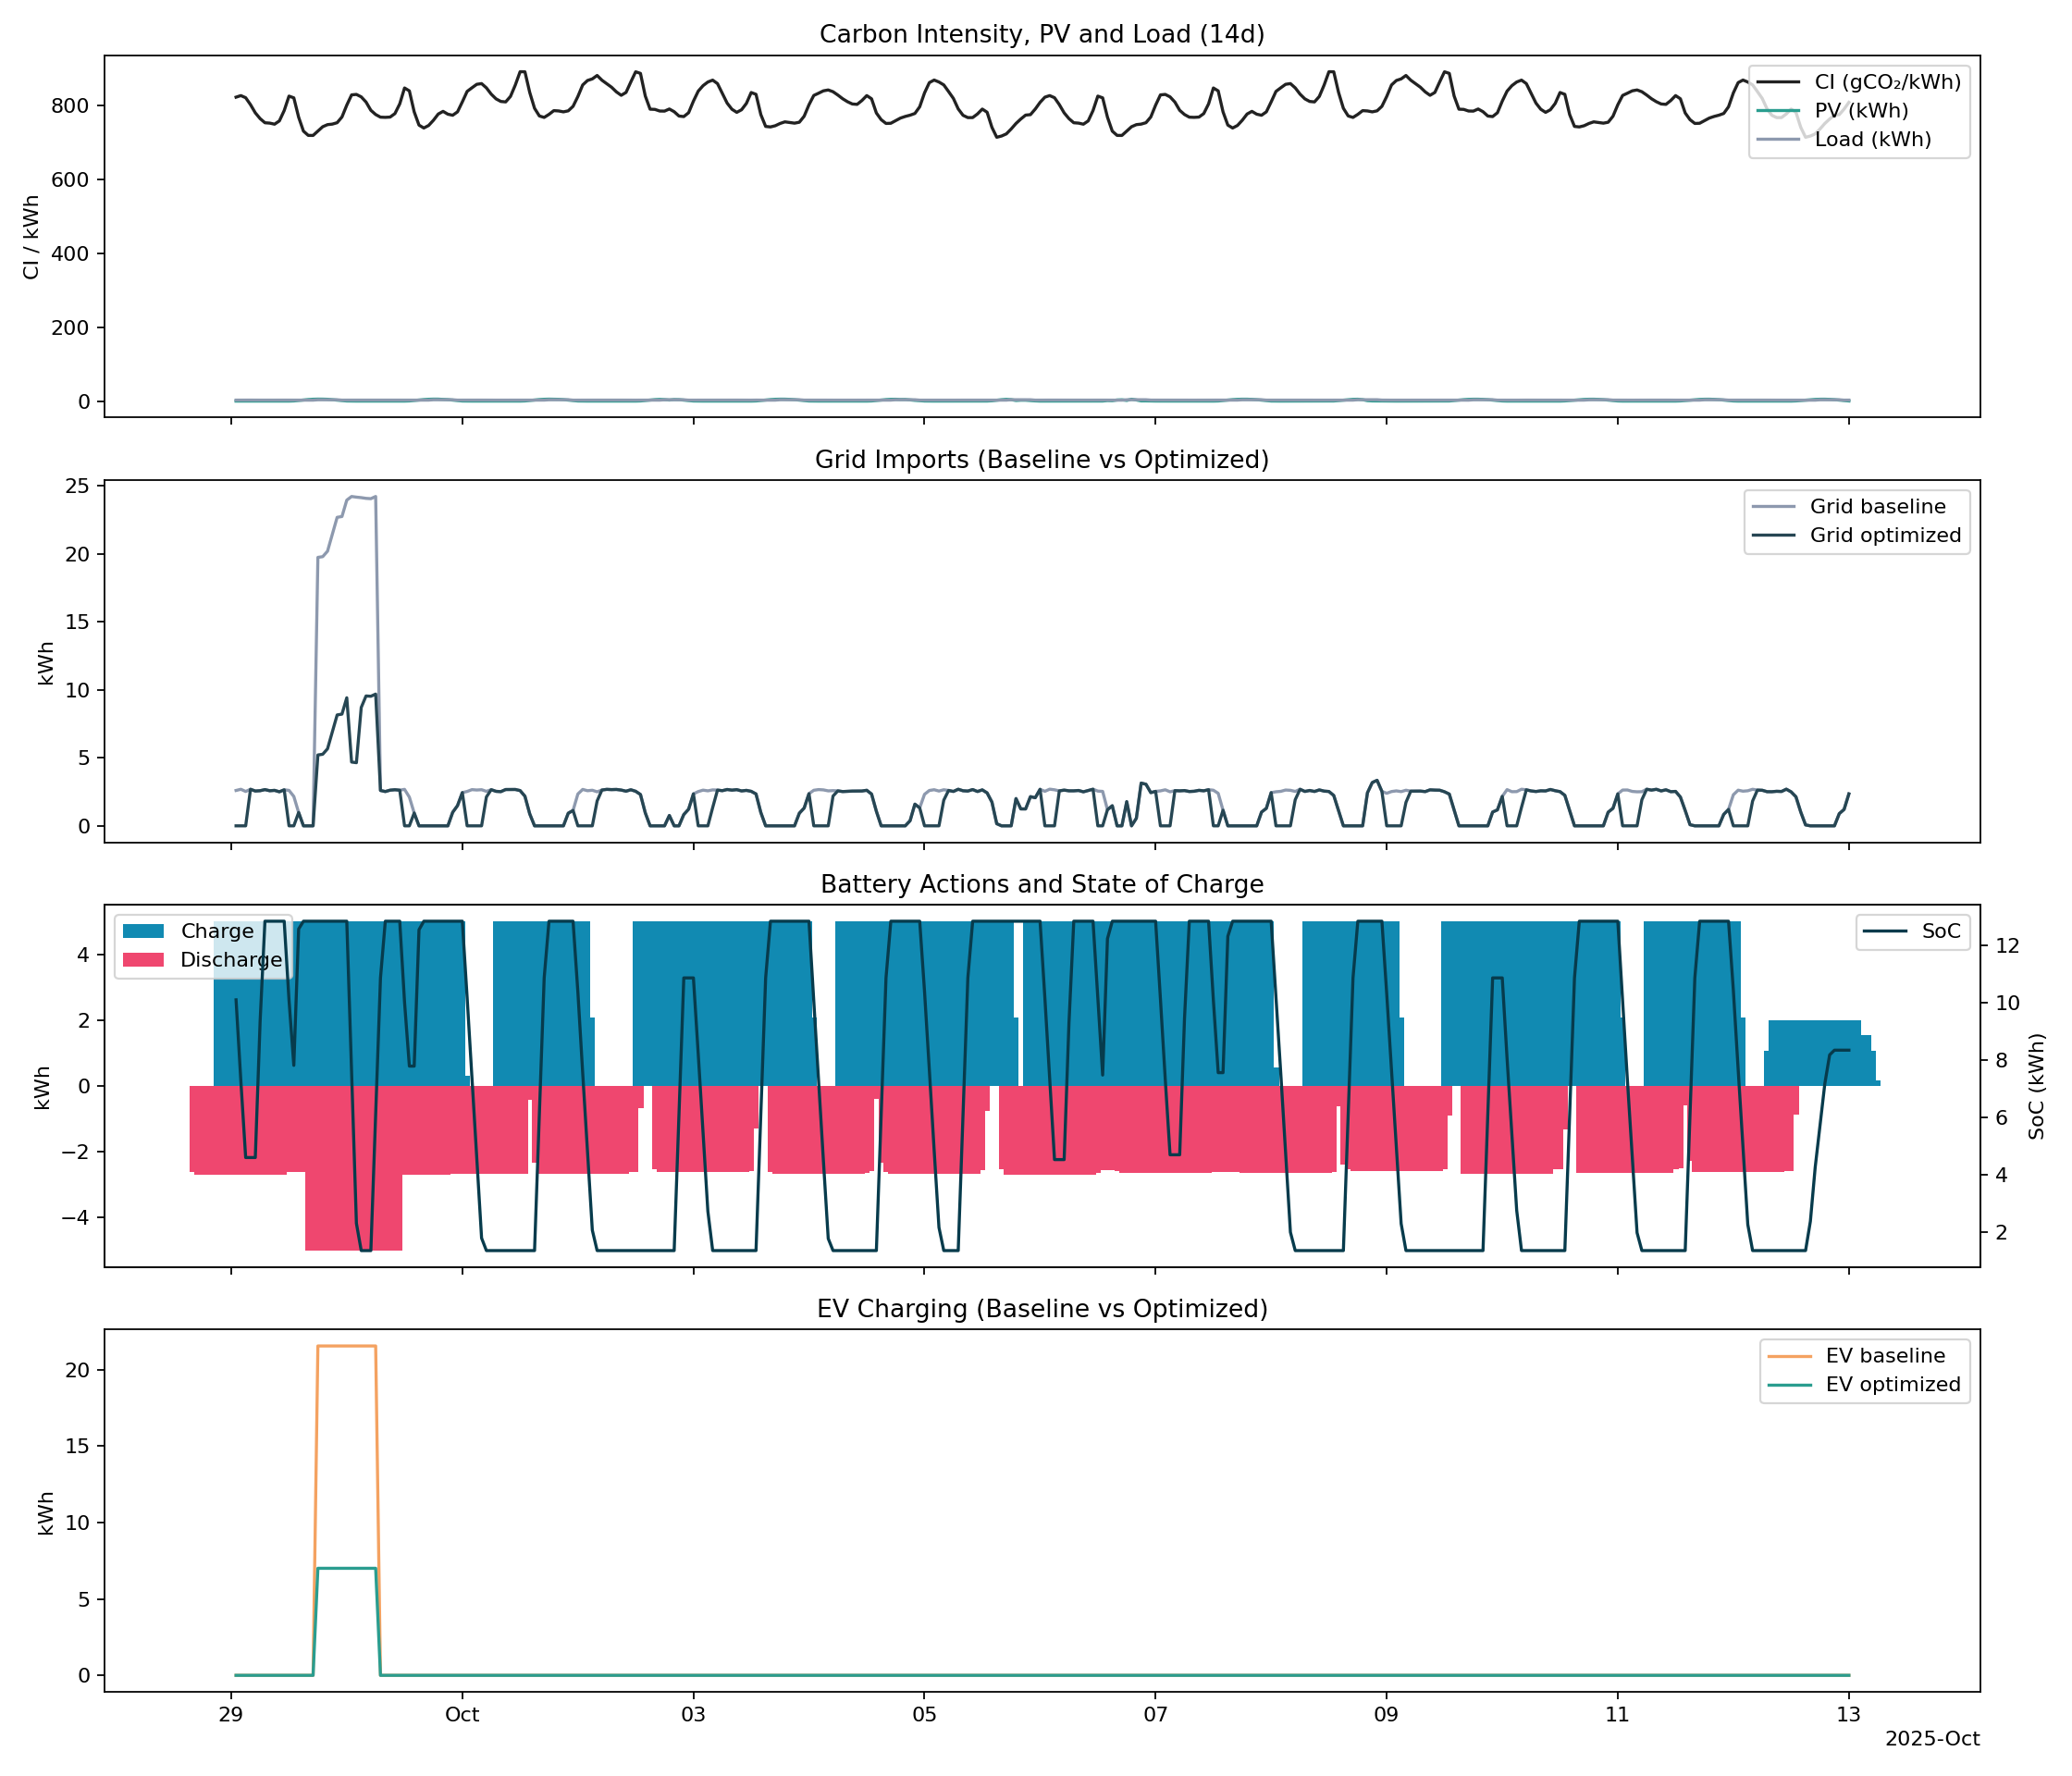 Carbon Intensity, PV and Load (14d)
CI / kWh
800
600
400
200
0
CI (gCO₂/kWh)
PV (kWh)
Load (kWh)
Grid Imports (Baseline vs Optimized)
kWh
25
20
15
10
5
0
Grid baseline
Grid optimized
Battery Actions and State of Charge
kWh
4
2
0
−2
−4
Charge
Discharge
SoC
12
10
8
6
4
2
SoC (kWh)
EV Charging (Baseline vs Optimized)
kWh
20
15
10
5
0
EV baseline
EV optimized
29
Oct
03
05
07
09
11
13
2025-Oct